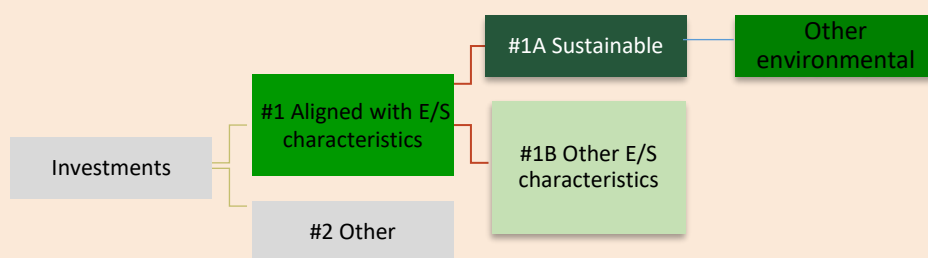 Investments
#1 Aligned with E/S
characteristics
#2 Other
#1A Sustainable
#1B Other E/S
characteristics
Other
environmental